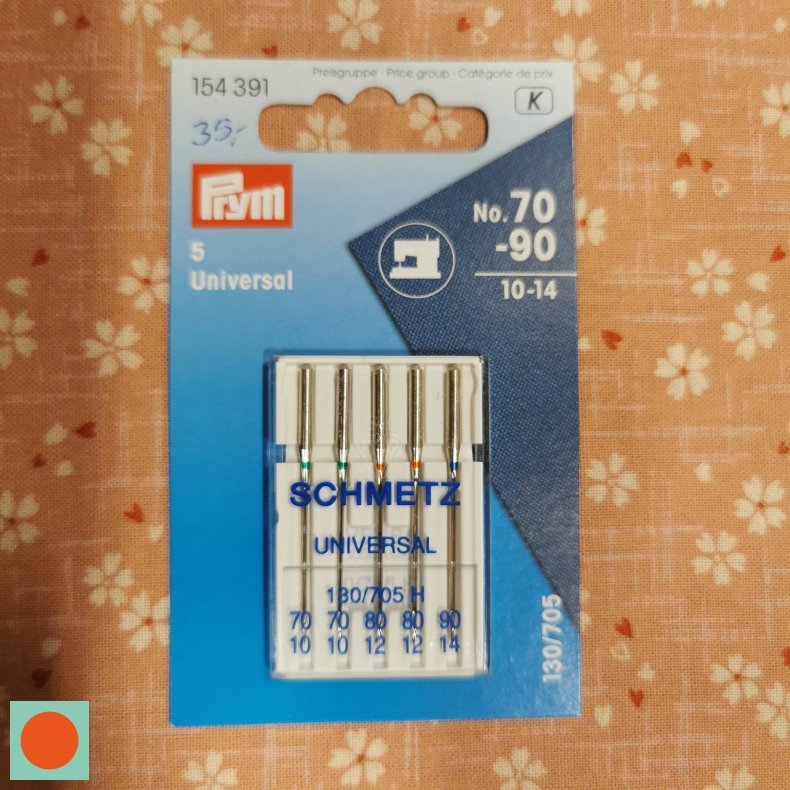 Preisgruppe · Price group · Catégorie de prix
154 391
K
35,-
Prym
No. 70
-90
5
Universal
10-14
SCHMETZ
UNIVERSAL
130/705 H
70 70 80 80 90
10 10 12 12 14
130/705